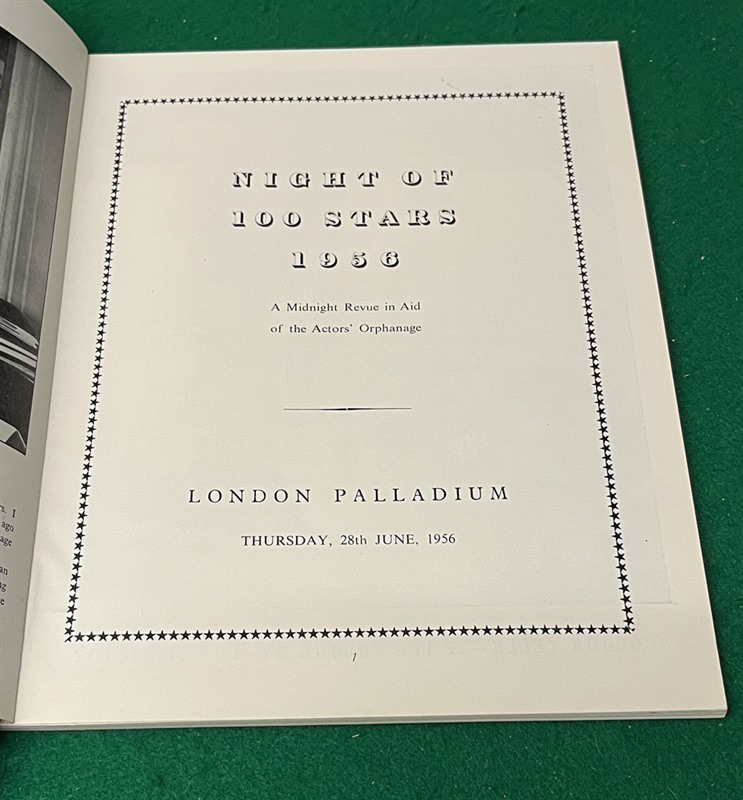 NIGHT OF
100 STARS
1956
A Midnight Revue in Aid
of the Actors' Orphanage
LONDON PALLADIUM
THURSDAY, 28th JUNE, 1956
1
I
ago